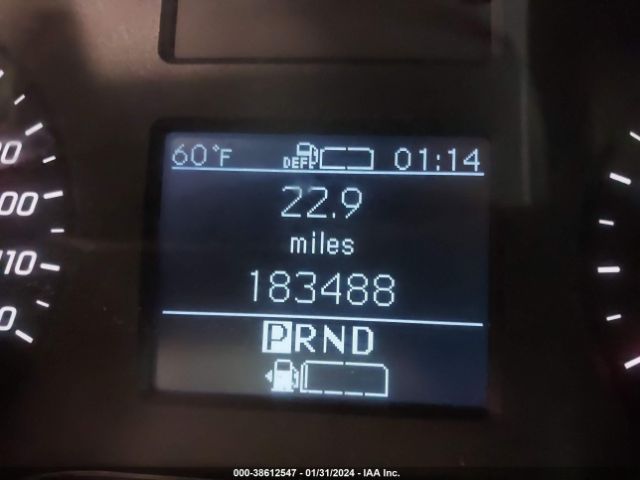 60°F DEF 01:14
22.9
miles
183488
PRND
000-38612547 - 01/31/2024 - IAA Inc.